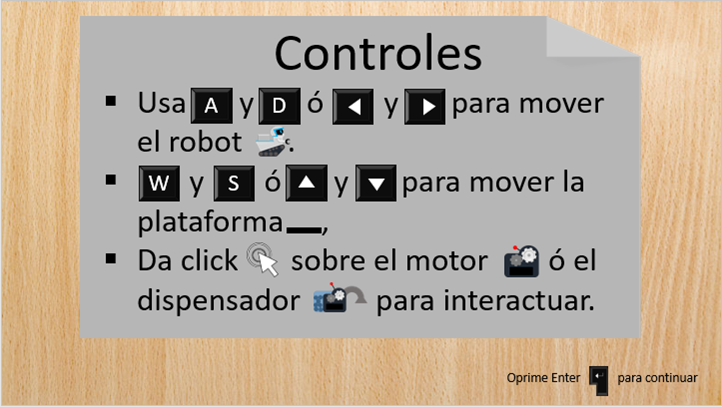 Controles
▪ Usa A y D ó ◄ y ► para mover
el robot .
▪ W y S ó ▲ y ▼ para mover la
plataforma ,
▪ Da click sobre el motor ó el
dispensador para interactuar.
Oprime Enter para continuar